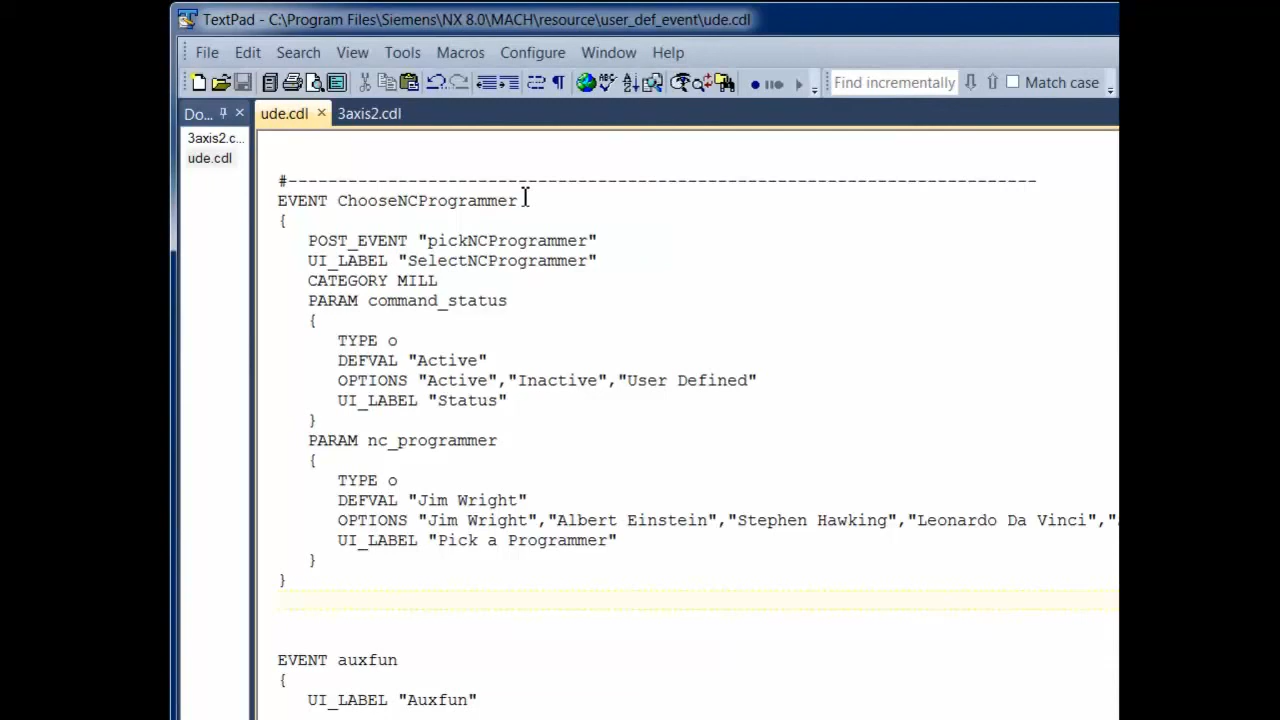 TextPad - C:\Program Files\Siemens\NX 8.0\MACH\resource\user_def_event\ude.cdl
File Edit Search View Tools Macros Configure Window Help
Find incrementally Match case
Do... ude.cdl 3axis2.cdl
3axis2.c...
ude.cdl
#---------------------------------------------------------------------------
EVENT ChooseNCProgrammer
{
POST_EVENT "pickNCProgrammer"
UI_LABEL "SelectNCProgrammer"
CATEGORY MILL
PARAM command_status
{
TYPE o
DEFVAL "Active"
OPTIONS "Active","Inactive","User Defined"
UI_LABEL "Status"
}
PARAM nc_programmer
{
TYPE o
DEFVAL "Jim Wright"
OPTIONS "Jim Wright","Albert Einstein","Stephen Hawking","Leonardo Da Vinci","
UI_LABEL "Pick a Programmer"
}
}
EVENT auxfun
{
UI_LABEL "Auxfun"